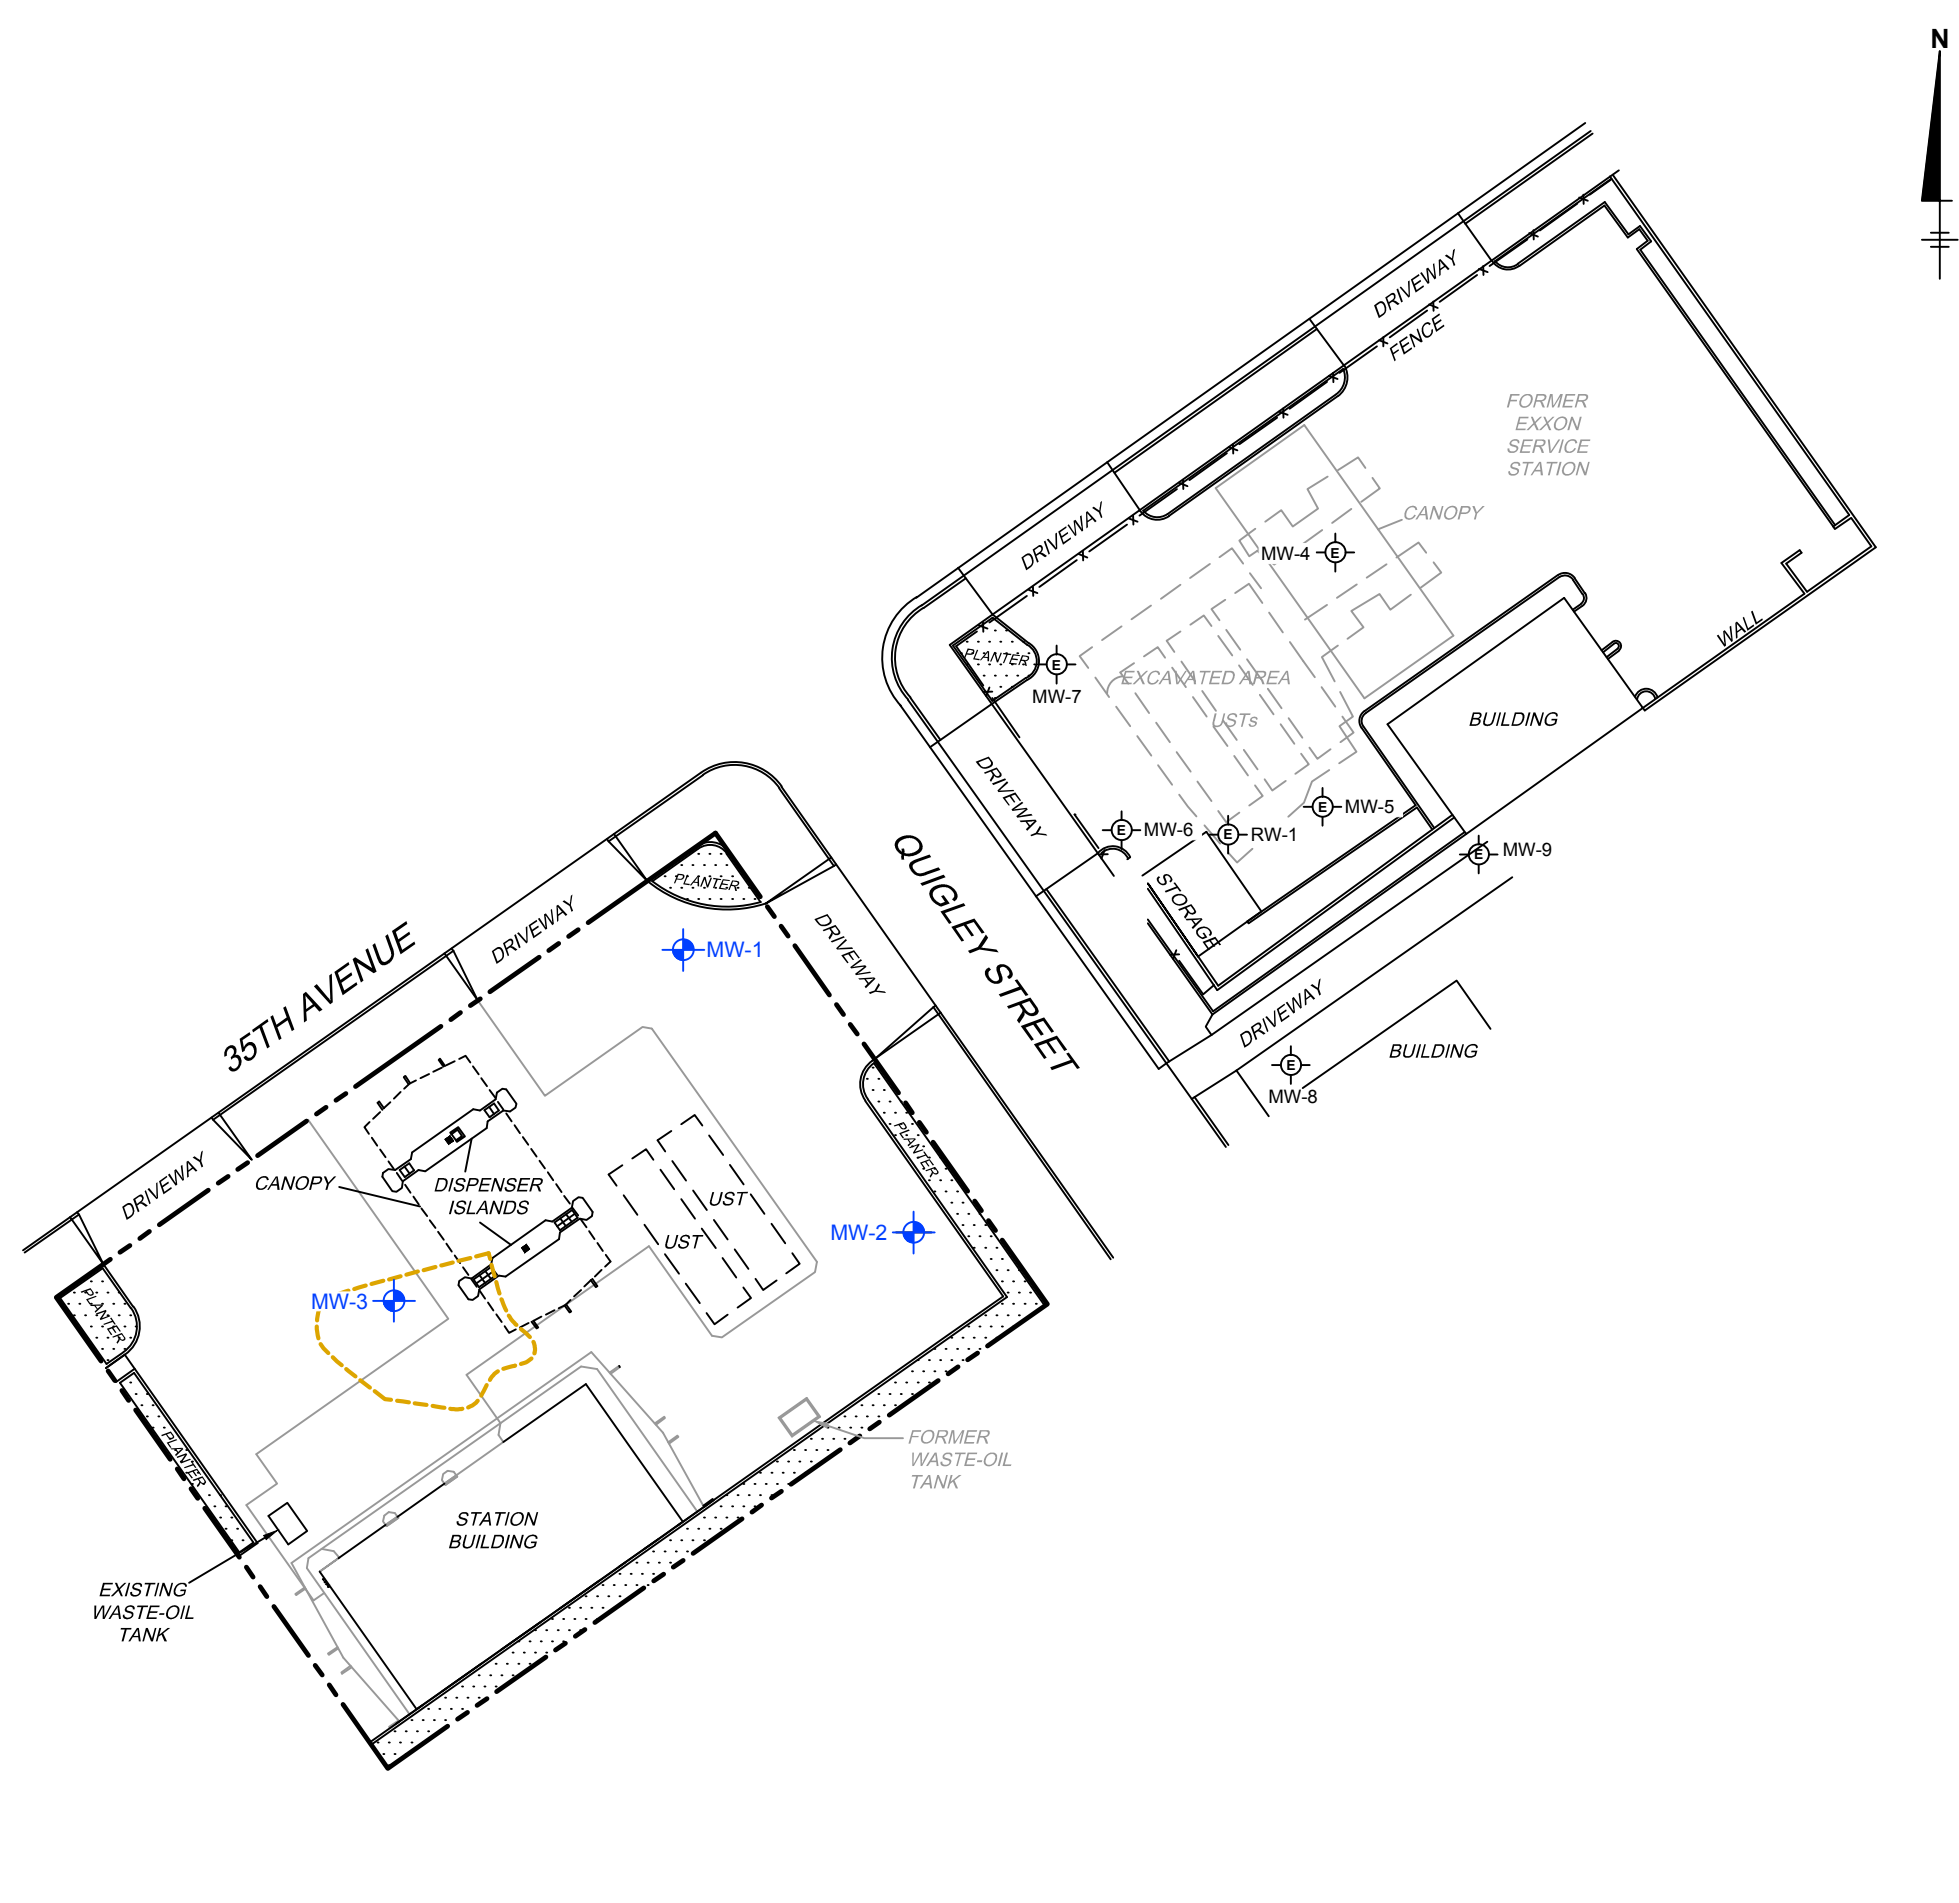 N
DRIVEWAY
FENCE
FORMER
EXXON
SERVICE
STATION
CANOPY
DRIVEWAY
MW-4
E
PLANTER
E
MW-7
EXCAVATED AREA
USTs
WALL
BUILDING
DRIVEWAY
E
MW-5
E
MW-6
E
RW-1
E
MW-9
STORAGE
QUIGLEY STREET
PLANTER
DRIVEWAY
DRIVEWAY
MW-1
35TH AVENUE
DRIVEWAY
BUILDING
E
MW-8
PLANTER
DRIVEWAY
CANOPY
DISPENSER
ISLANDS
UST
UST
MW-2
MW-3
PLANTER
PLANTER
FORMER
WASTE-OIL
TANK
STATION
BUILDING
EXISTING
WASTE-OIL
TANK